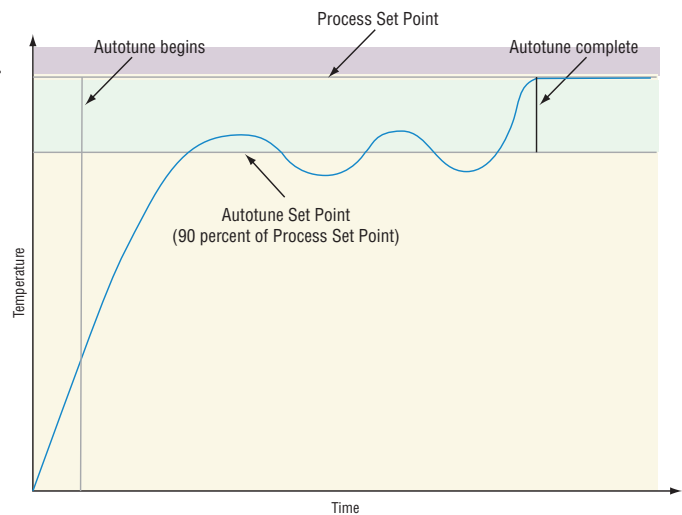 Process Set Point
Autotune begins
Autotune complete
Autotune Set Point
(90 percent of Process Set Point)
Temperature
Time